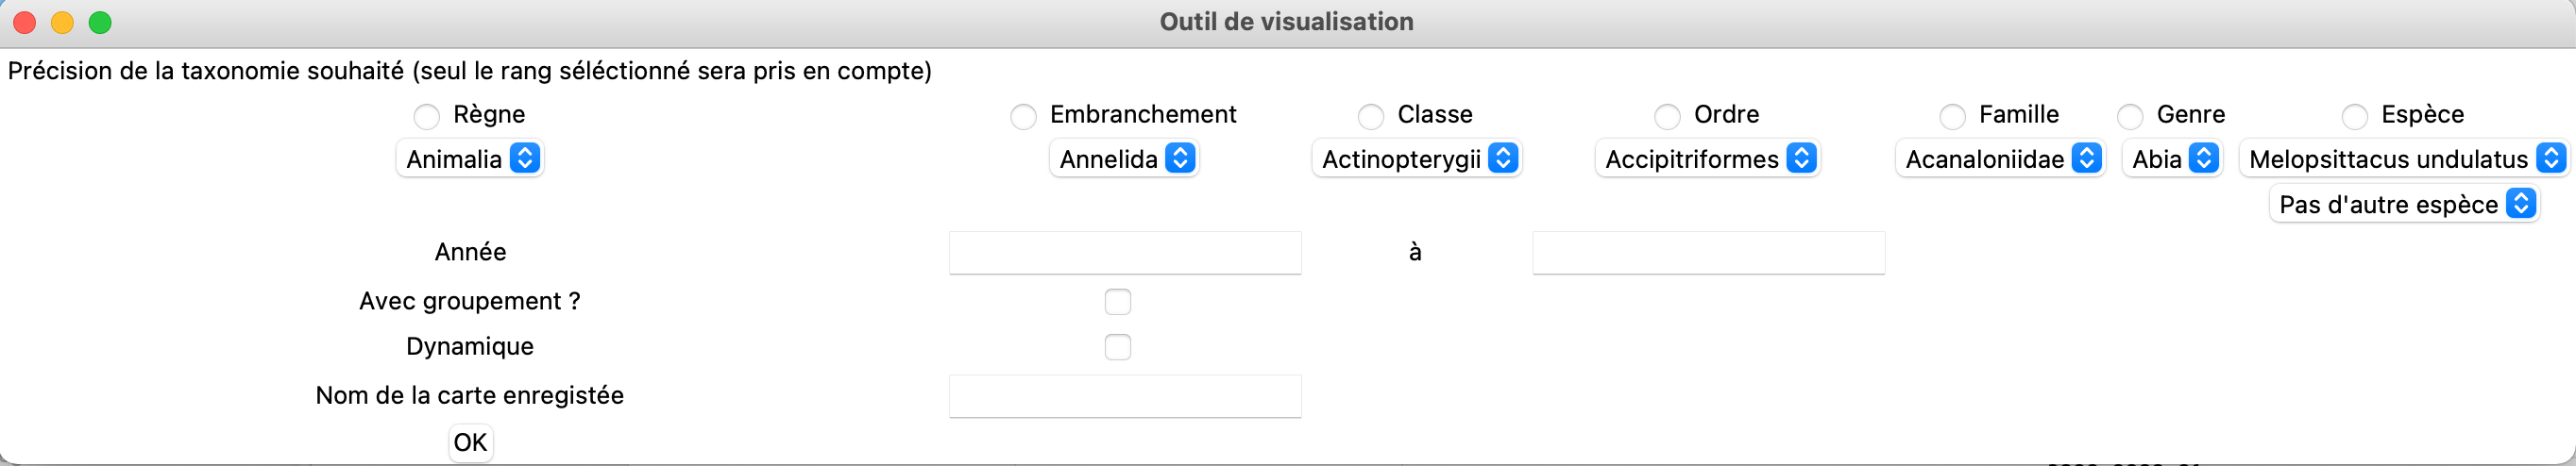 Outil de visualisation
Précision de la taxonomie souhaité (seul le rang séléctionné sera pris en compte)
Règne Embranchement Classe Ordre Famille Genre Espèce
Animalia Annelida Actinopterygii Accipitriformes Acanaloniidae Abia Melopsittacus undulatus
Pas d'autre espèce
Année à
Avec groupement ?
Dynamique
Nom de la carte enregistée
OK